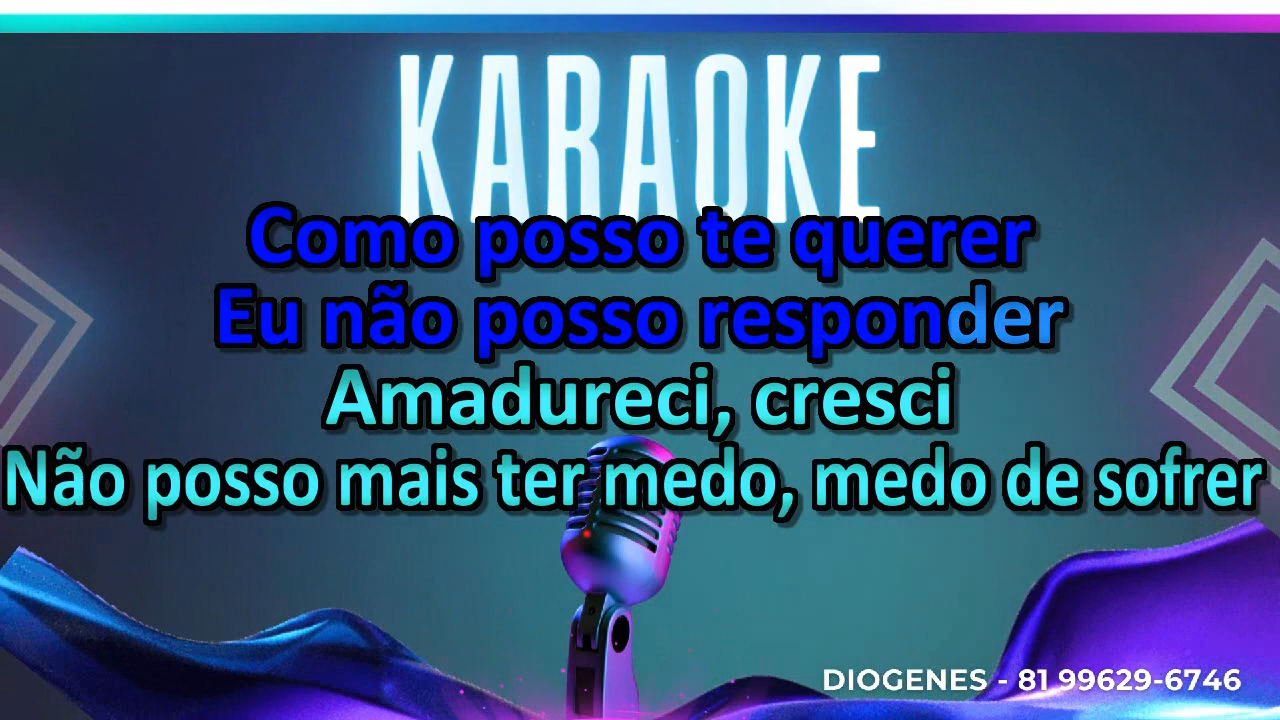 KARAOKE
Como posso te querer
Eu não posso responder
Amadureci, cresci
Não posso mais ter medo, medo de sofrer
DIOGENES - 81 99629-6746